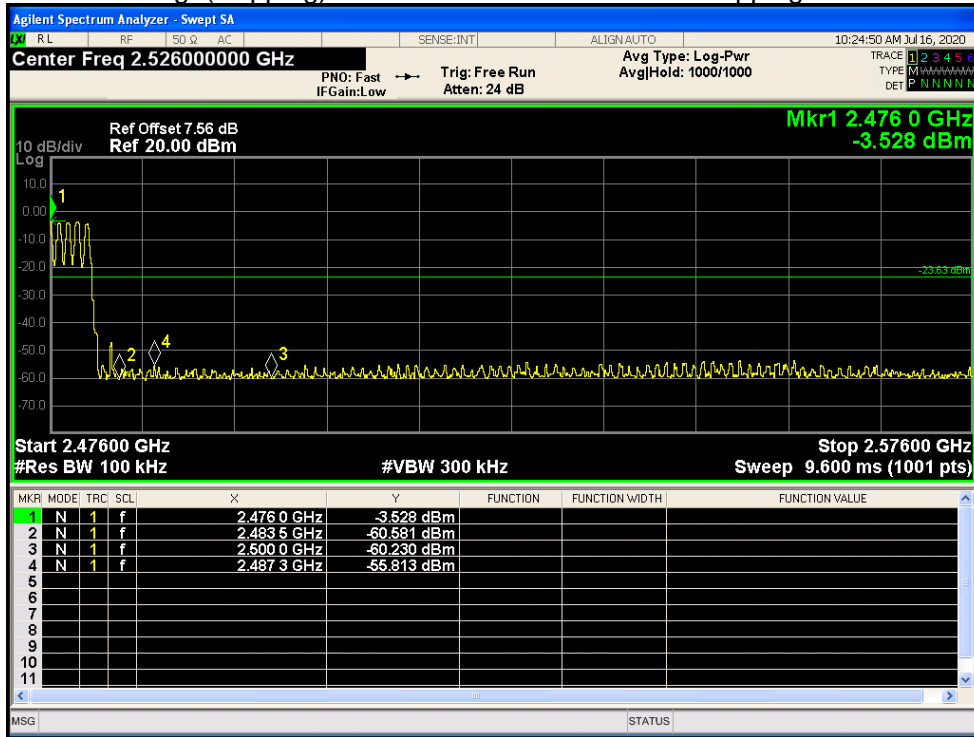 Agilent Spectrum Analyzer - Swept SA
LXI RL RF 50 Ω AC SENSE:INT ALIGN AUTO 10:24:50 AM Jul 16, 2020
Center Freq 2.526000000 GHz Avg Type: Log-Pwr TRACE 1 2 3 4 5 6
PNO: Fast Trig: Free Run Avg|Hold: 1000/1000 TYPE M
IFGain:Low Atten: 24 dB DET P N N N N N
Mkr1 2.476 0 GHz
Ref Offset 7.56 dB
10 dB/div Ref 20.00 dBm -3.528 dBm
Log
10.0
1
0.00
-10.0
-20.0
-23.63 dBm
-30.0
-40.0
4
-50.0 2 3
-60.0
-70.0
Start 2.47600 GHz Stop 2.57600 GHz
#Res BW 100 kHz #VBW 300 kHz Sweep 9.600 ms (1001 pts)
MKR MODE TRC SCL X Y FUNCTION FUNCTION WIDTH FUNCTION VALUE
1 N 1 f 2.476 0 GHz -3.528 dBm
2 N 1 f 2.483 5 GHz -60.581 dBm
3 N 1 f 2.500 0 GHz -60.230 dBm
4 N 1 f 2.487 3 GHz -55.813 dBm
5
6
7
8
9
10
11
MSG STATUS